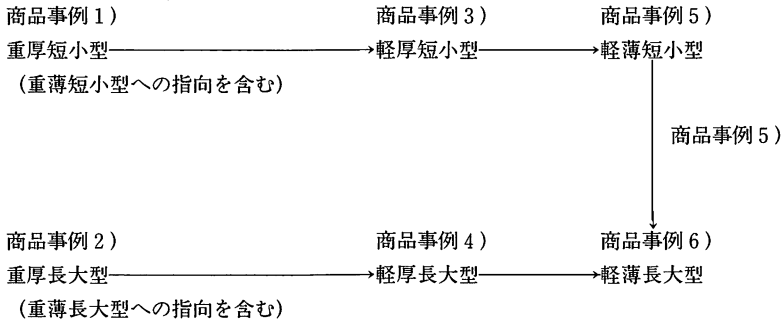 商品事例1) 商品事例3) 商品事例5)
重厚短小型 軽厚短小型 軽薄短小型
(重薄短小型への指向を含む)
商品事例5)
商品事例2) 商品事例4) 商品事例6)
重厚長大型 軽厚長大型 軽薄長大型
(重薄長大型への指向を含む)